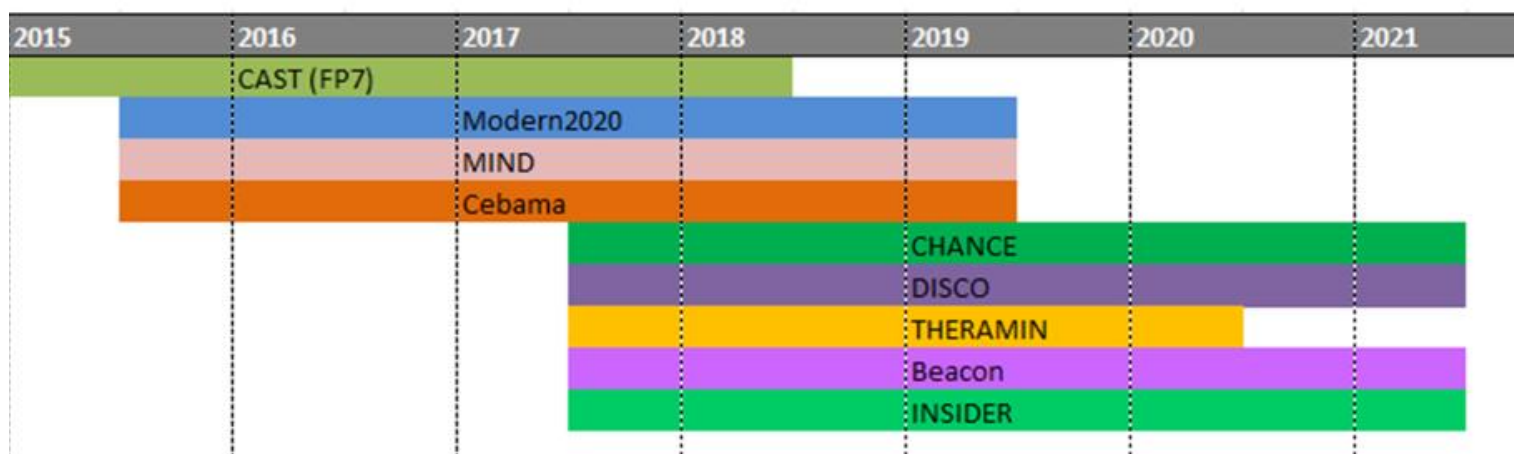 2015 2016 2017 2018 2019 2020 2021
CAST (FP7)
Modern2020
MIND
Cebama
CHANCE
DISCO
THERAMIN
Beacon
INSIDER